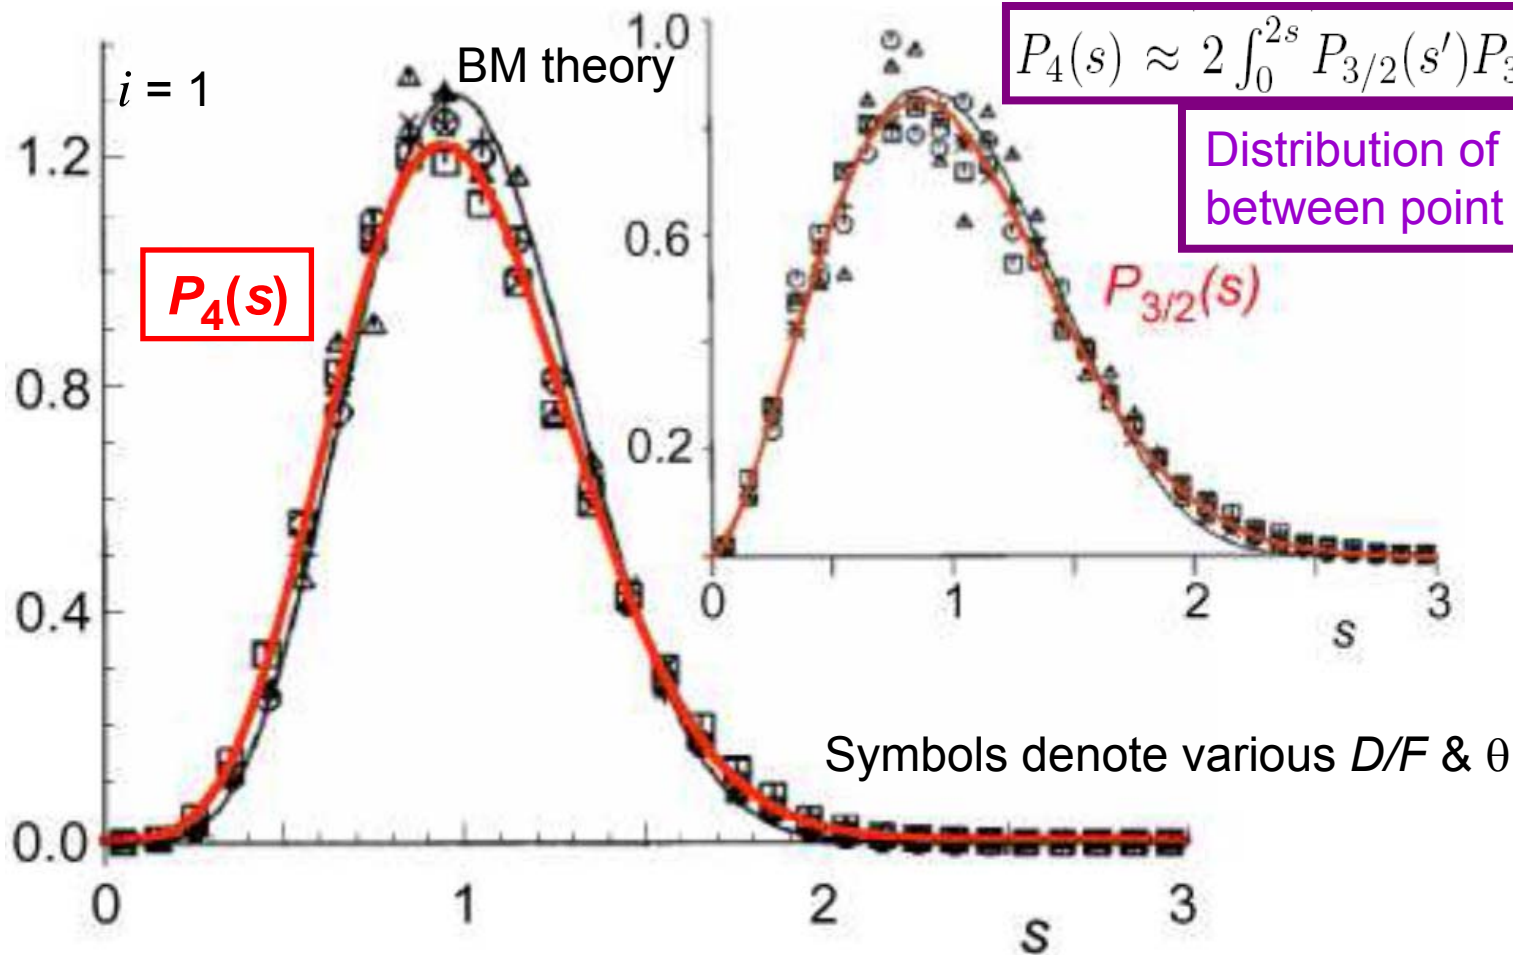 i = 1
BM theory
P₄(s) ≈ 2 ∫₀²ˢ P₃/₂(s′)P₃
Distribution of
between point
P₄(s)
P₃/₂(s)
Symbols denote various D/F & θ
1.2
0.8
0.4
0.0
0 1 2 3
s
1.0
0.6
0.2
0 1 2 3
s